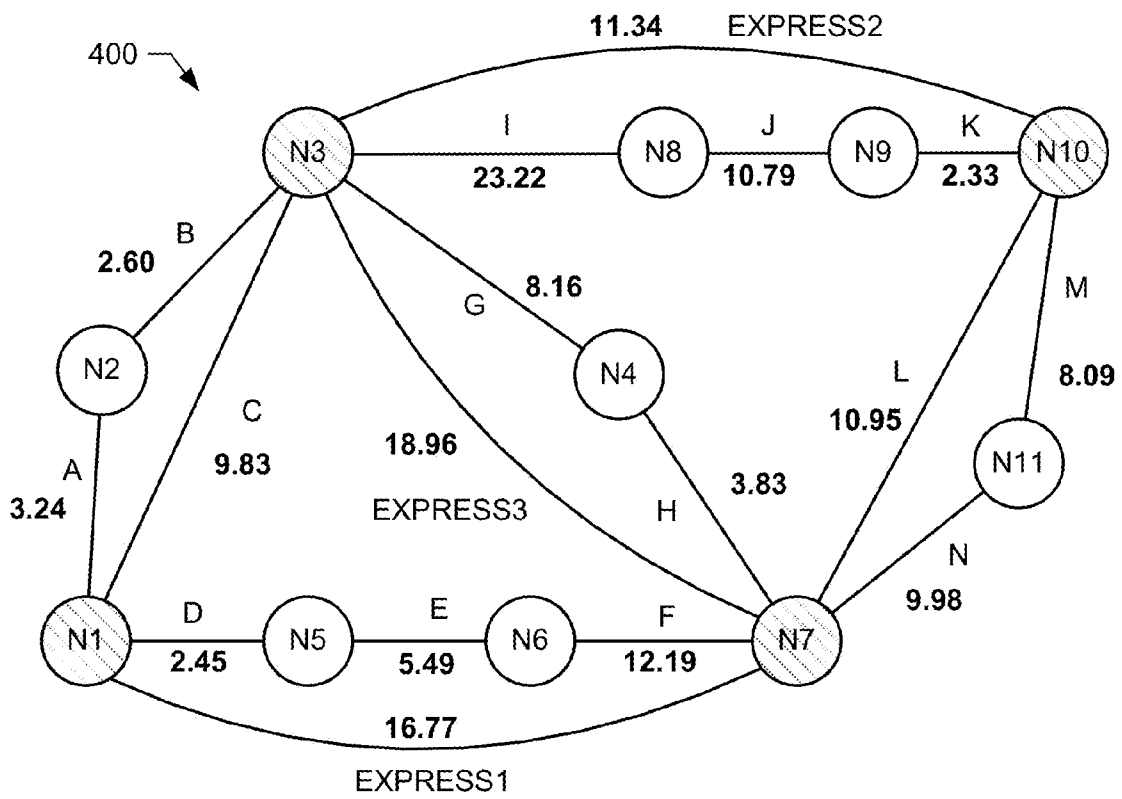 11.34 EXPRESS2
400
N3
I
N8
J
N9
K
N10
23.22
10.79
2.33
B
2.60
G
8.16
M
N2
N4
L
8.09
C
10.95
9.83
18.96
A
3.24
EXPRESS3
H
3.83
N11
N
9.98
N1
D
N5
E
N6
F
N7
2.45
5.49
12.19
16.77
EXPRESS1